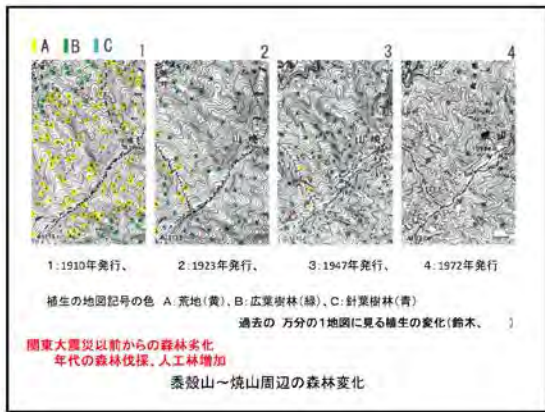 A B C
1 2 3 4
1:1910年発行、 2:1923年発行、 3:1947年発行 4:1972年発行
植生の地図記号の色 A:荒地(黄)、B:広葉樹林(緑)、C:針葉樹林(青)
過去の 万分の1地図に見る植生の変化(鈴木、 )
関東大震災以前からの森林劣化
年代の森林伐採、人工林増加
黍殻山～焼山周辺の森林変化